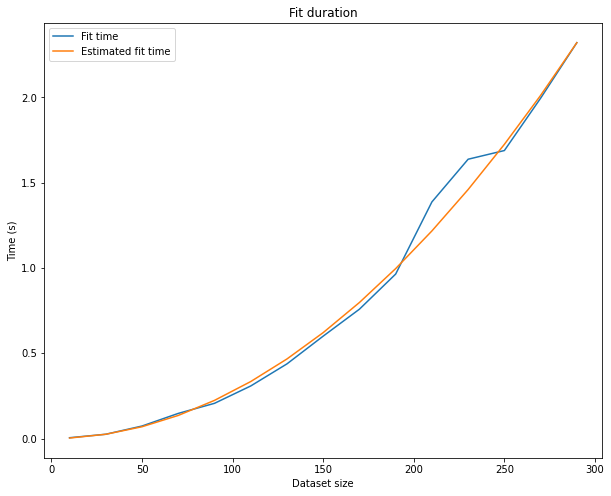 Fit duration
Fit time
Estimated fit time
2.0
1.5
1.0
0.5
0.0
Time (s)
0 50 100 150 200 250 300
Dataset size